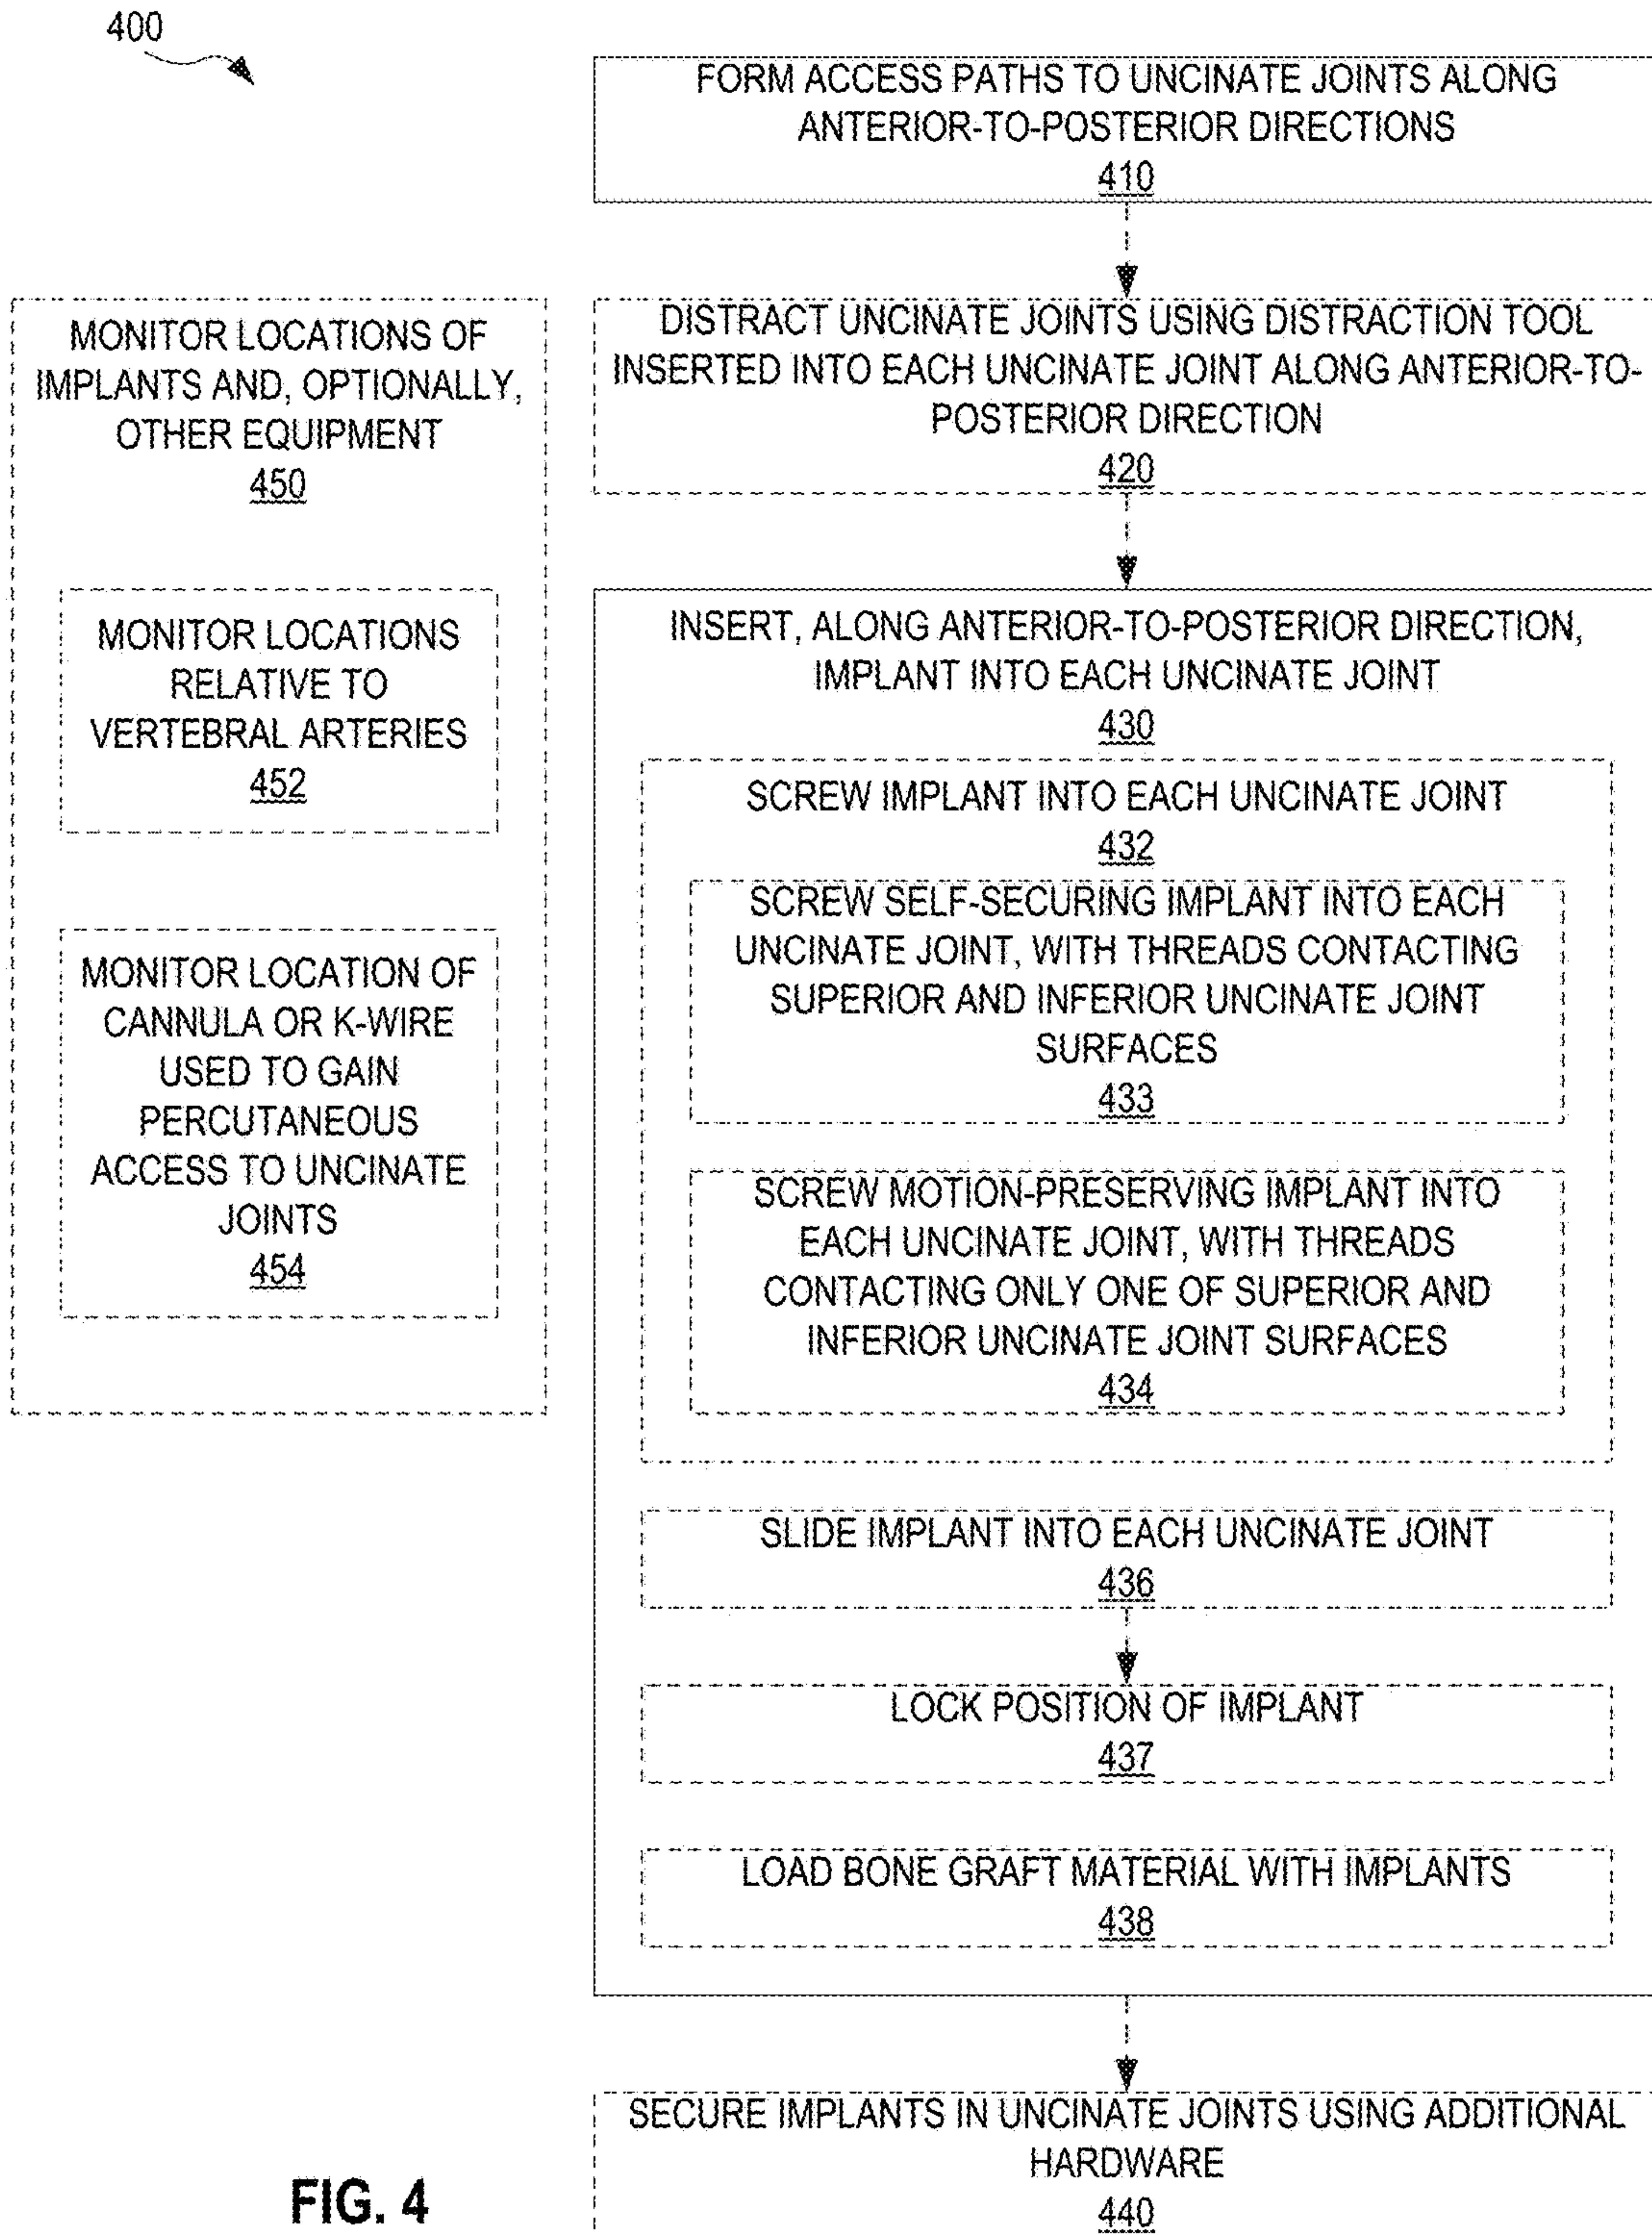 400
FORM ACCESS PATHS TO UNCINATE JOINTS ALONG
ANTERIOR-TO-POSTERIOR DIRECTIONS
410
DISTRACT UNCINATE JOINTS USING DISTRACTION TOOL
INSERTED INTO EACH UNCINATE JOINT ALONG ANTERIOR-TO-
POSTERIOR DIRECTION
420
MONITOR LOCATIONS OF
IMPLANTS AND, OPTIONALLY,
OTHER EQUIPMENT
450
MONITOR LOCATIONS
RELATIVE TO
VERTEBRAL ARTERIES
452
MONITOR LOCATION OF
CANNULA OR K-WIRE
USED TO GAIN
PERCUTANEOUS
ACCESS TO UNCINATE
JOINTS
454
INSERT, ALONG ANTERIOR-TO-POSTERIOR DIRECTION,
IMPLANT INTO EACH UNCINATE JOINT
430
SCREW IMPLANT INTO EACH UNCINATE JOINT
432
SCREW SELF-SECURING IMPLANT INTO EACH
UNCINATE JOINT, WITH THREADS CONTACTING
SUPERIOR AND INFERIOR UNCINATE JOINT
SURFACES
433
SCREW MOTION-PRESERVING IMPLANT INTO
EACH UNCINATE JOINT, WITH THREADS
CONTACTING ONLY ONE OF SUPERIOR AND
INFERIOR UNCINATE JOINT SURFACES
434
SLIDE IMPLANT INTO EACH UNCINATE JOINT
436
LOCK POSITION OF IMPLANT
437
LOAD BONE GRAFT MATERIAL WITH IMPLANTS
438
SECURE IMPLANTS IN UNCINATE JOINTS USING ADDITIONAL
HARDWARE
440
FIG. 4